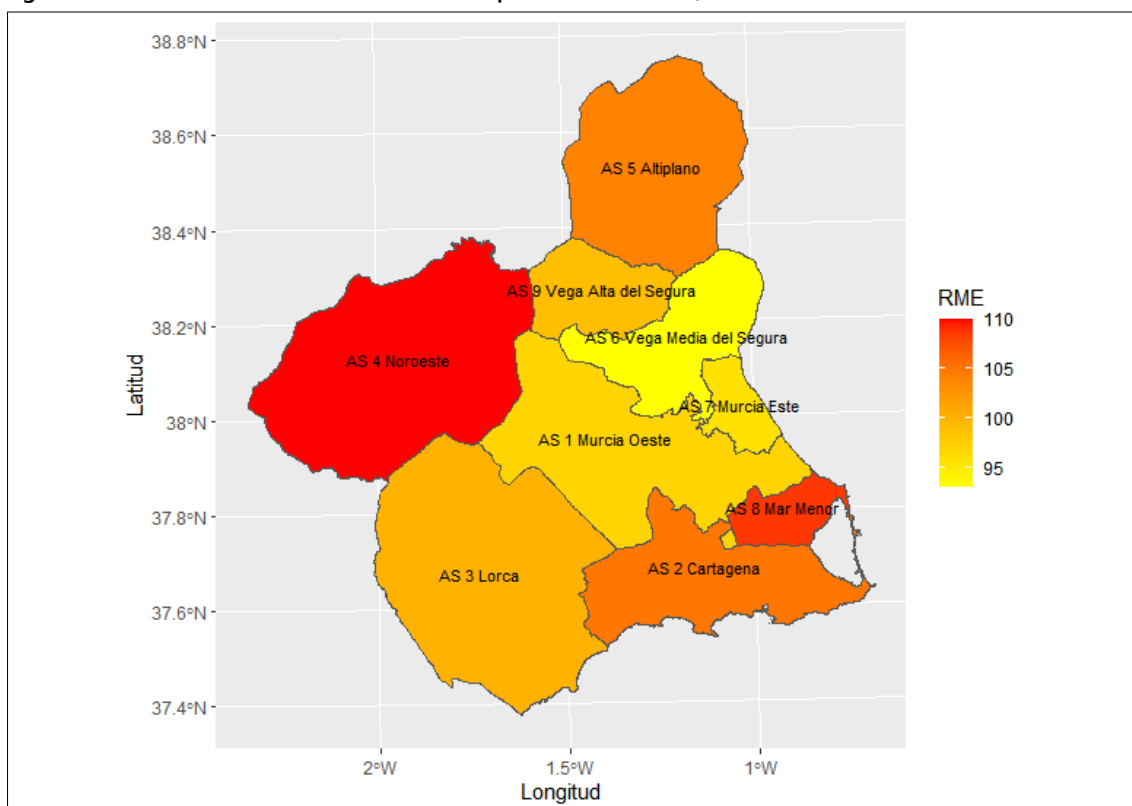 38.8°N
38.6°N
38.4°N
38.2°N
38°N
37.8°N
37.6°N
37.4°N
Latitud
AS 5 Altiplano
AS 9 Vega Alta del Segura
AS 6 Vega Media del Segura
AS 4 Noroeste
AS 7 Murcia Este
AS 1 Murcia Oeste
AS 8 Mar Menor
AS 2 Cartagena
AS 3 Lorca
2°W
1.5°W
1°W
Longitud
RME
110
105
100
95